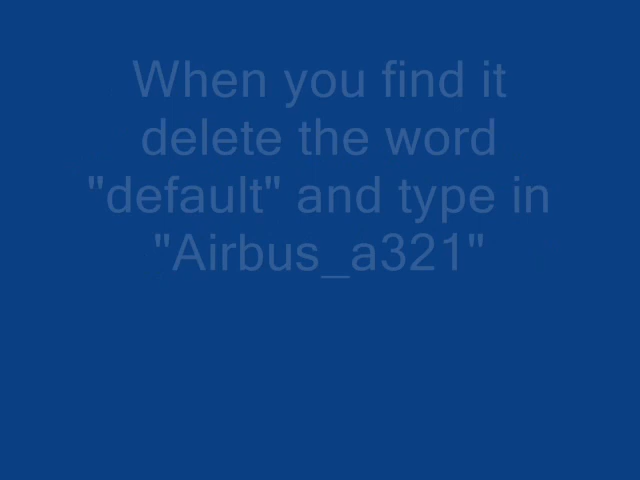 When you find it
delete the word
"default" and type in
"Airbus_a321"